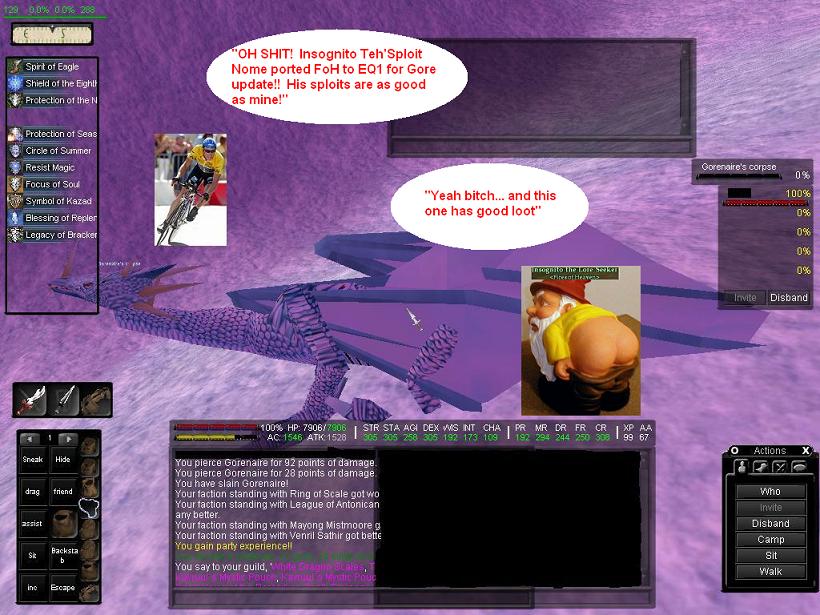 129 -0.0% 0.0% 288
E S
"OH SHIT! Insognito Teh'Sploit
Nome ported FoH to EQ1 for Gore
update!! His sploits are as good
as mine!"
Spirit of Eagle
Shield of the Eighth
Protection of the N
Protection of Seas
Circle of Summer
Resist Magic
Focus of Soul
Symbol of Kazad
Blessing of Replen
Legacy of Bracken
Gorenaire's corpse
0%
100%
0%
0%
0%
0%
Invite Disband
"Yeah bitch... and this
one has good loot"
Gorenaire's corpse
Insognito the Lore Seeker
<Fires of Heaven>
100% HP: 7906/7906
AC: 1546 ATK: 1528
STR STA AGI DEX WIS INT CHA
305 305 258 305 192 173 109
PR MR DR FR CR
192 294 244 250 308
XP AA
99 67
You pierce Gorenaire for 92 points of damage.
You pierce Gorenaire for 28 points of damage.
You have slain Gorenaire!
Your faction standing with Ring of Scale got wo
Your faction standing with League of Antonican
any better.
Your faction standing with Mayong Mistmoore g
Your faction standing with Venril Sathir got bette
You gain party experience!!
You say to your guild, 'White Dragon Scales, T
1
Sneak Hide
drag friend
assist
Sit Backsta
b
inc Escape
Actions X
Who
Invite
Disband
Camp
Sit
Walk